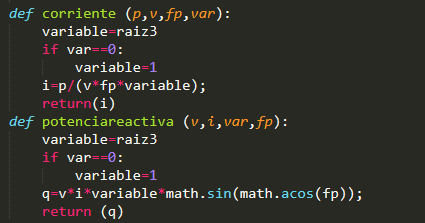 def corriente (p,v,fp,var):
    variable=raiz3
    if var==0:
        variable=1
    i=p/(v*fp*variable);
    return(i)
def potenciareactiva (v,i,var,fp):
    variable=raiz3
    if var==0:
        variable=1
    q=v*i*variable*math.sin(math.acos(fp));
    return (q)